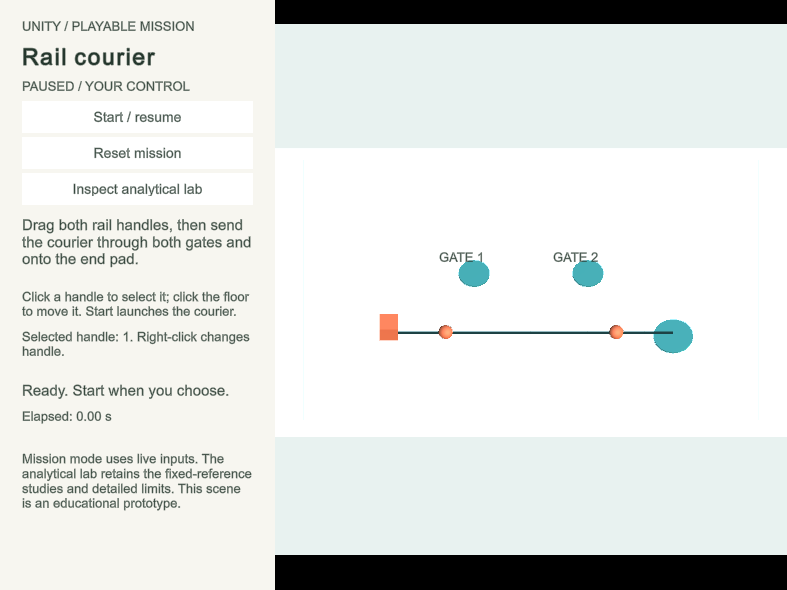 UNITY / PLAYABLE MISSION
Rail courier
PAUSED / YOUR CONTROL
Start / resume
Reset mission
Inspect analytical lab
Drag both rail handles, then send
the courier through both gates and
onto the end pad.
Click a handle to select it; click the floor
to move it. Start launches the courier.
Selected handle: 1. Right-click changes
handle.
Ready. Start when you choose.
Elapsed: 0.00 s
Mission mode uses live inputs. The
analytical lab retains the fixed-reference
studies and detailed limits. This scene
is an educational prototype.
GATE 1
GATE 2